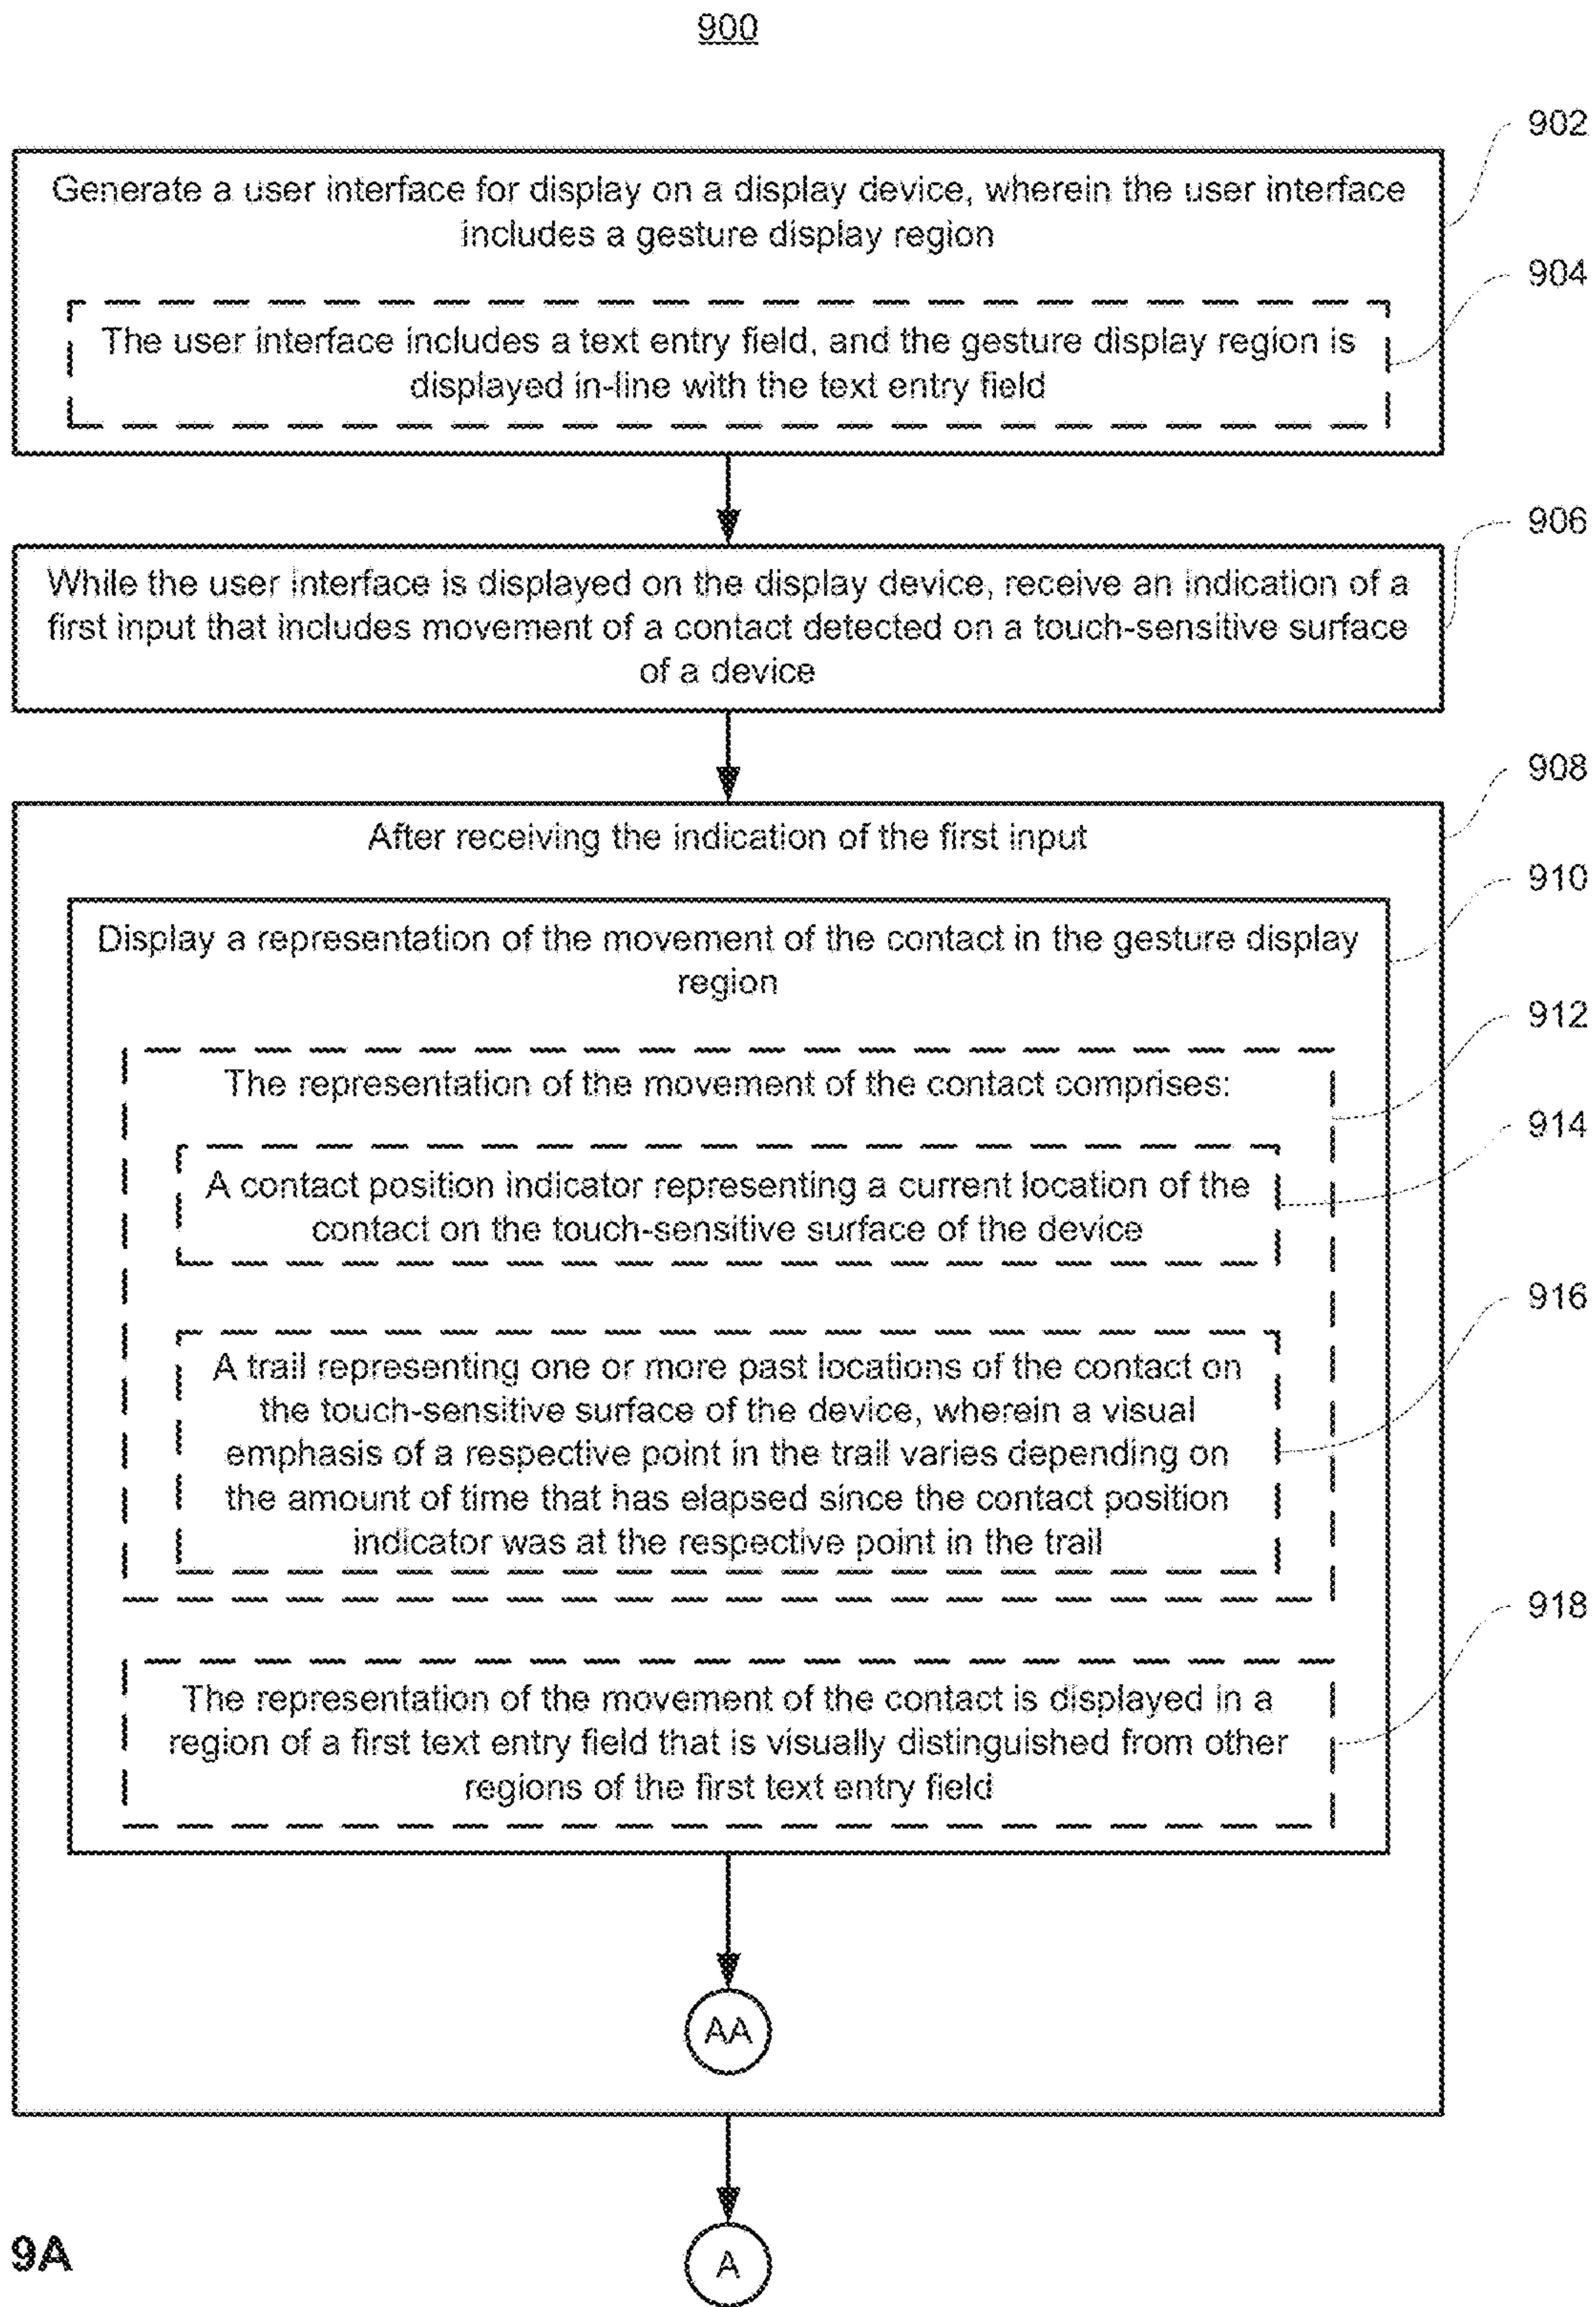 900
902
Generate a user interface for display on a display device, wherein the user interface
includes a gesture display region
904
The user interface includes a text entry field, and the gesture display region is
displayed in-line with the text entry field
906
While the user interface is displayed on the display device, receive an indication of a
first input that includes movement of a contact detected on a touch-sensitive surface
of a device
908
After receiving the indication of the first input
910
Display a representation of the movement of the contact in the gesture display
region
912
The representation of the movement of the contact comprises:
914
A contact position indicator representing a current location of the
contact on the touch-sensitive surface of the device
916
A trail representing one or more past locations of the contact on
the touch-sensitive surface of the device, wherein a visual
emphasis of a respective point in the trail varies depending on
the amount of time that has elapsed since the contact position
indicator was at the respective point in the trail
918
The representation of the movement of the contact is displayed in a
region of a first text entry field that is visually distinguished from other
regions of the first text entry field
AA
9A
A